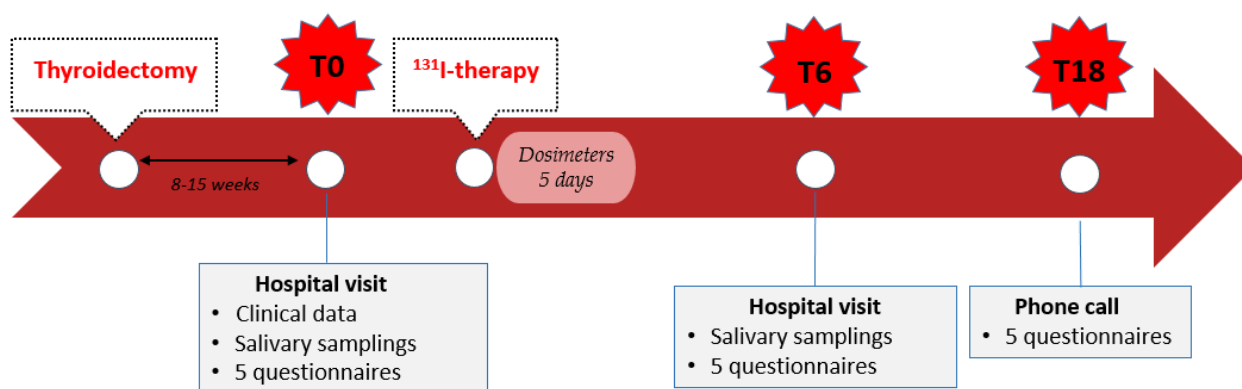 Thyroidectomy
T0
¹³¹I-therapy
T6
T18
8-15 weeks
Dosimeters
5 days
Hospital visit
• Clinical data
• Salivary samplings
• 5 questionnaires
Hospital visit
• Salivary samplings
• 5 questionnaires
Phone call
• 5 questionnaires